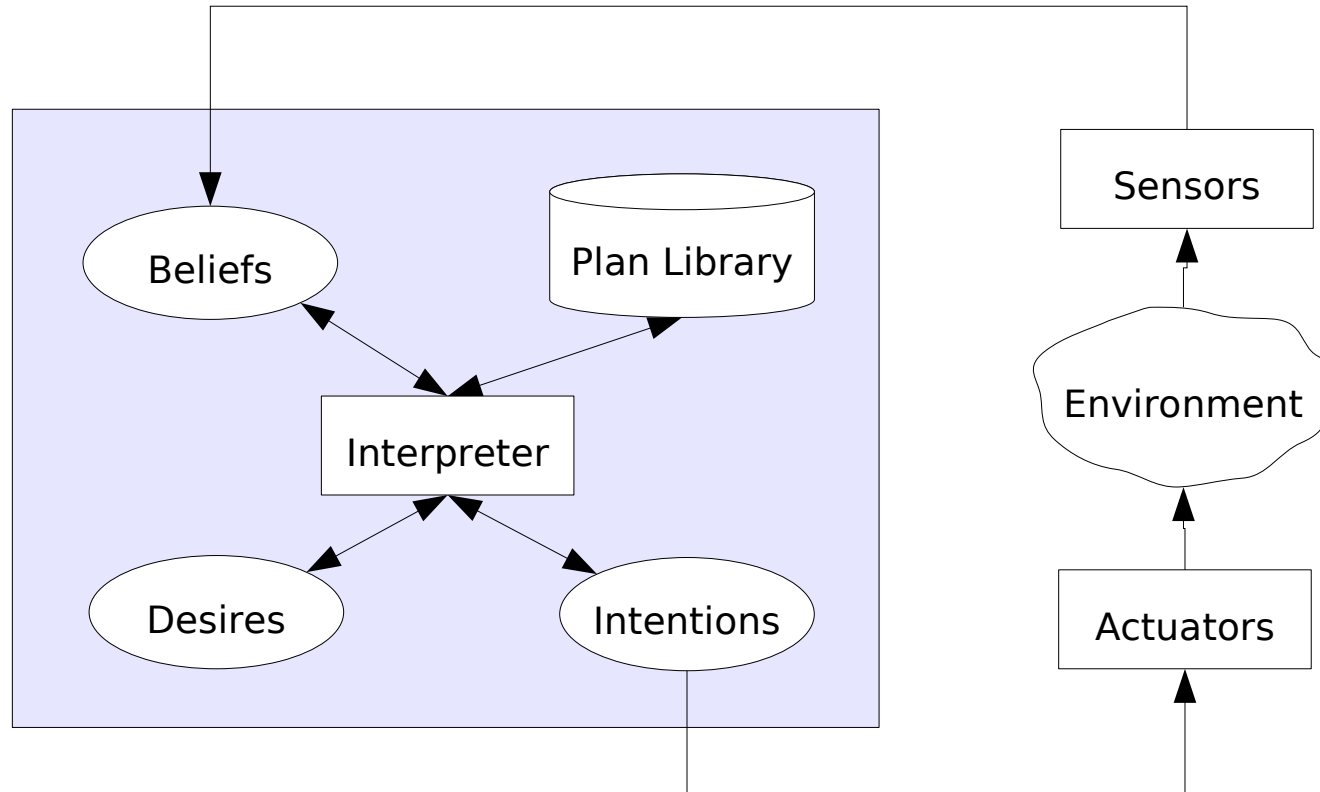 Sensors
Beliefs
Plan Library
Environment
Interpreter
Desires
Intentions
Actuators